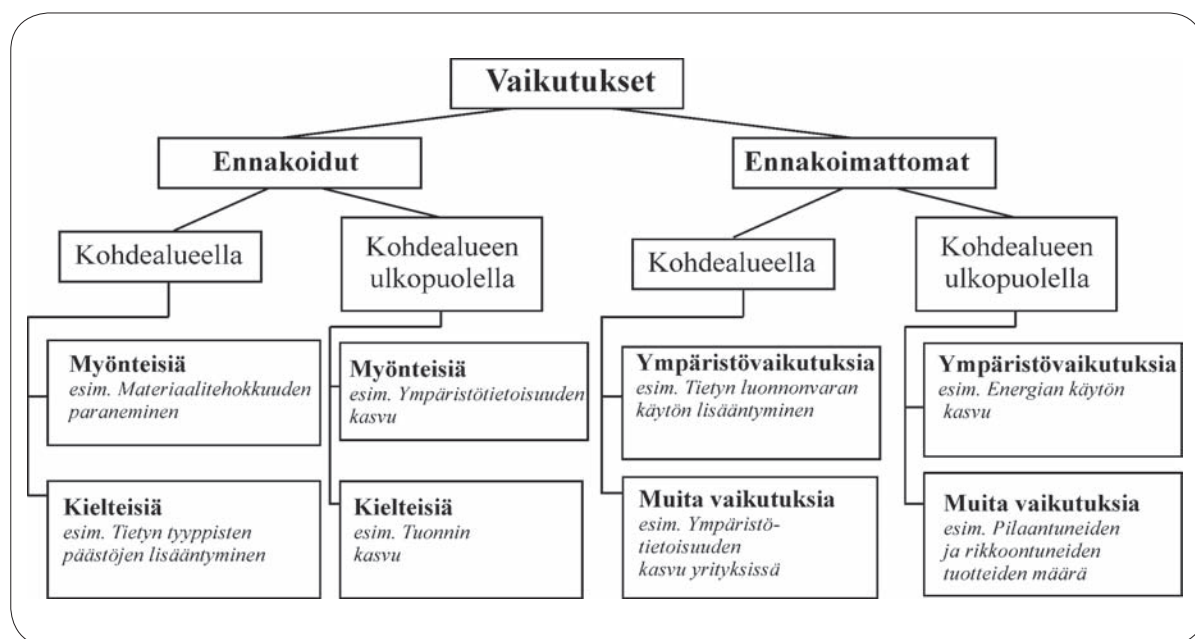 Vaikutukset
Ennakoidut
Ennakoimattomat
Kohdealueella
Kohdealueen
ulkopuolella
Kohdealueella
Kohdealueen
ulkopuolella
Myönteisiä
esim. Materiaalitehokkuuden
paraneminen
Myönteisiä
esim. Ympäristötietoisuuden
kasvu
Ympäristövaikutuksia
esim. Tietyn luonnonvaran
käytön lisääntyminen
Ympäristövaikutuksia
esim. Energian käytön
kasvu
Kielteisiä
esim. Tietyn tyyppisten
päästöjen lisääntyminen
Kielteisiä
esim. Tuonnin
kasvu
Muita vaikutuksia
esim. Ympäristö-
tietoisuuden
kasvu yrityksissä
Muita vaikutuksia
esim. Pilaantuneiden
ja rikkoontuneiden
tuotteiden määrä